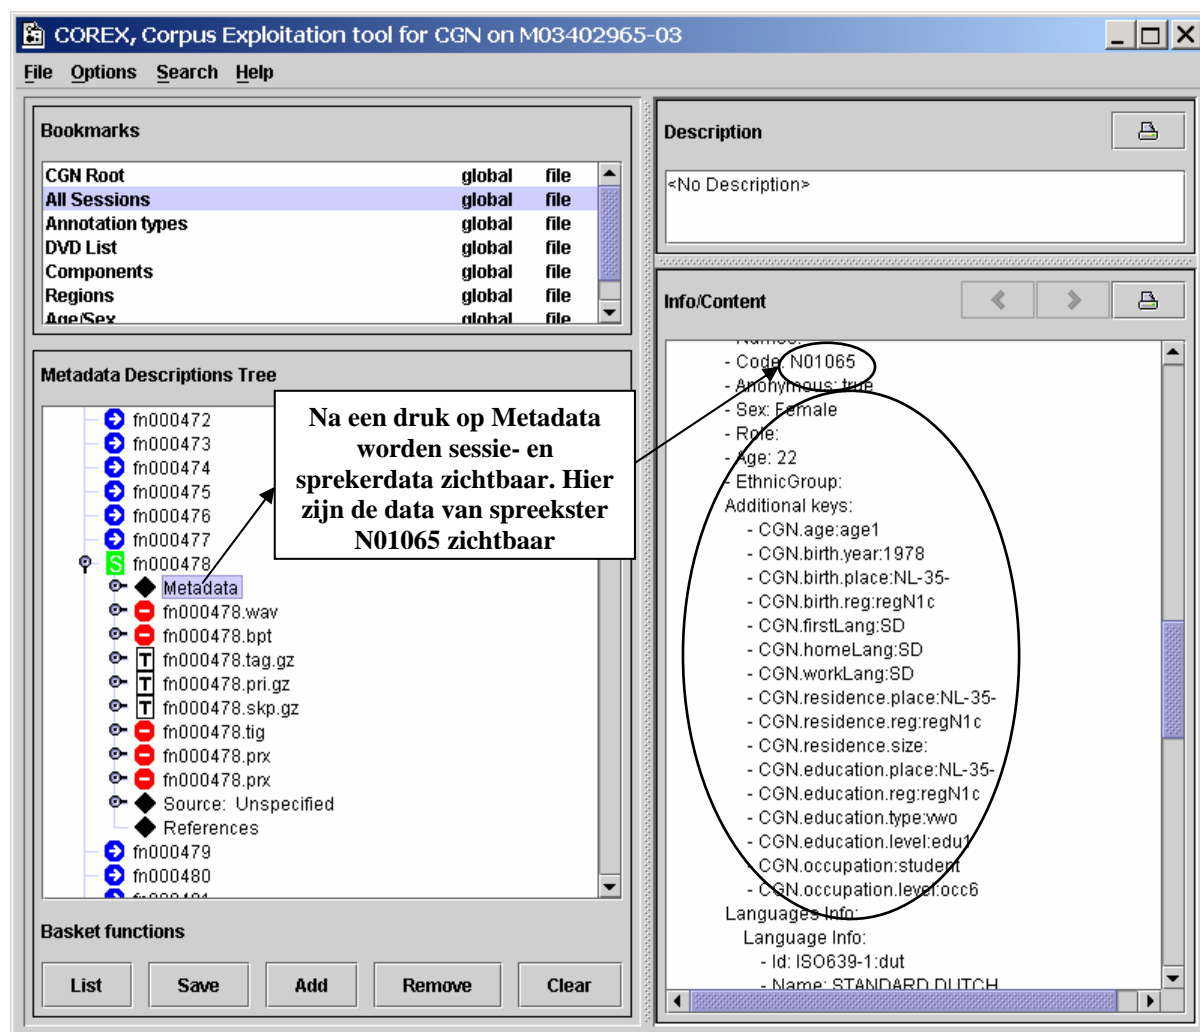 COREX, Corpus Exploitation tool for CGN on M03402965-03
File Options Search Help
Bookmarks
CGN Root global file
All Sessions global file
Annotation types global file
DVD List global file
Components global file
Regions global file
Age/Sex global file
Metadata Descriptions Tree
fn000472
fn000473
fn000474
fn000475
fn000476
fn000477
S fn000478
Metadata
fn000478.wav
fn000478.bpt
T fn000478.tag.gz
T fn000478.pri.gz
T fn000478.skp.gz
fn000478.tig
fn000478.prx
fn000478.prx
Source: Unspecified
References
fn000479
fn000480
fn000481
Na een druk op Metadata
worden sessie- en
sprekerdata zichtbaar. Hier
zijn de data van spreekster
N01065 zichtbaar
Basket functions
List Save Add Remove Clear
Description
<No Description>
Info/Content
- Names:
- Code: N01065
- Anonymous: true
- Sex: Female
- Role:
- Age: 22
- EthnicGroup:
Additional keys:
- CGN.age:age1
- CGN.birth.year:1978
- CGN.birth.place:NL-35-
- CGN.birth.reg:regN1c
- CGN.firstLang:SD
- CGN.homeLang:SD
- CGN.workLang:SD
- CGN.residence.place:NL-35-
- CGN.residence.reg:regN1c
- CGN.residence.size:
- CGN.education.place:NL-35-
- CGN.education.reg:regN1c
- CGN.education.type:vwo
- CGN.education.level:edu1
- CGN.occupation:student
- CGN.occupation.level:occ6
Languages Info:
Language Info:
- Id: ISO639-1:dut
- Name: STANDARD DUTCH